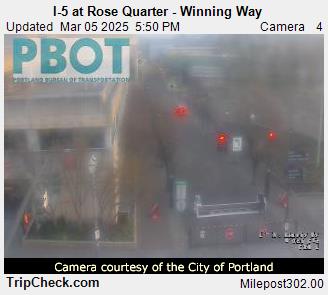 I-5 at Rose Quarter - Winning Way
Updated Mar 05 2025 5:50 PM Camera 4
PBOT
PORTLAND BUREAU OF TRANSPORTATION
Camera courtesy of the City of Portland
TripCheck.com Milepost302.00